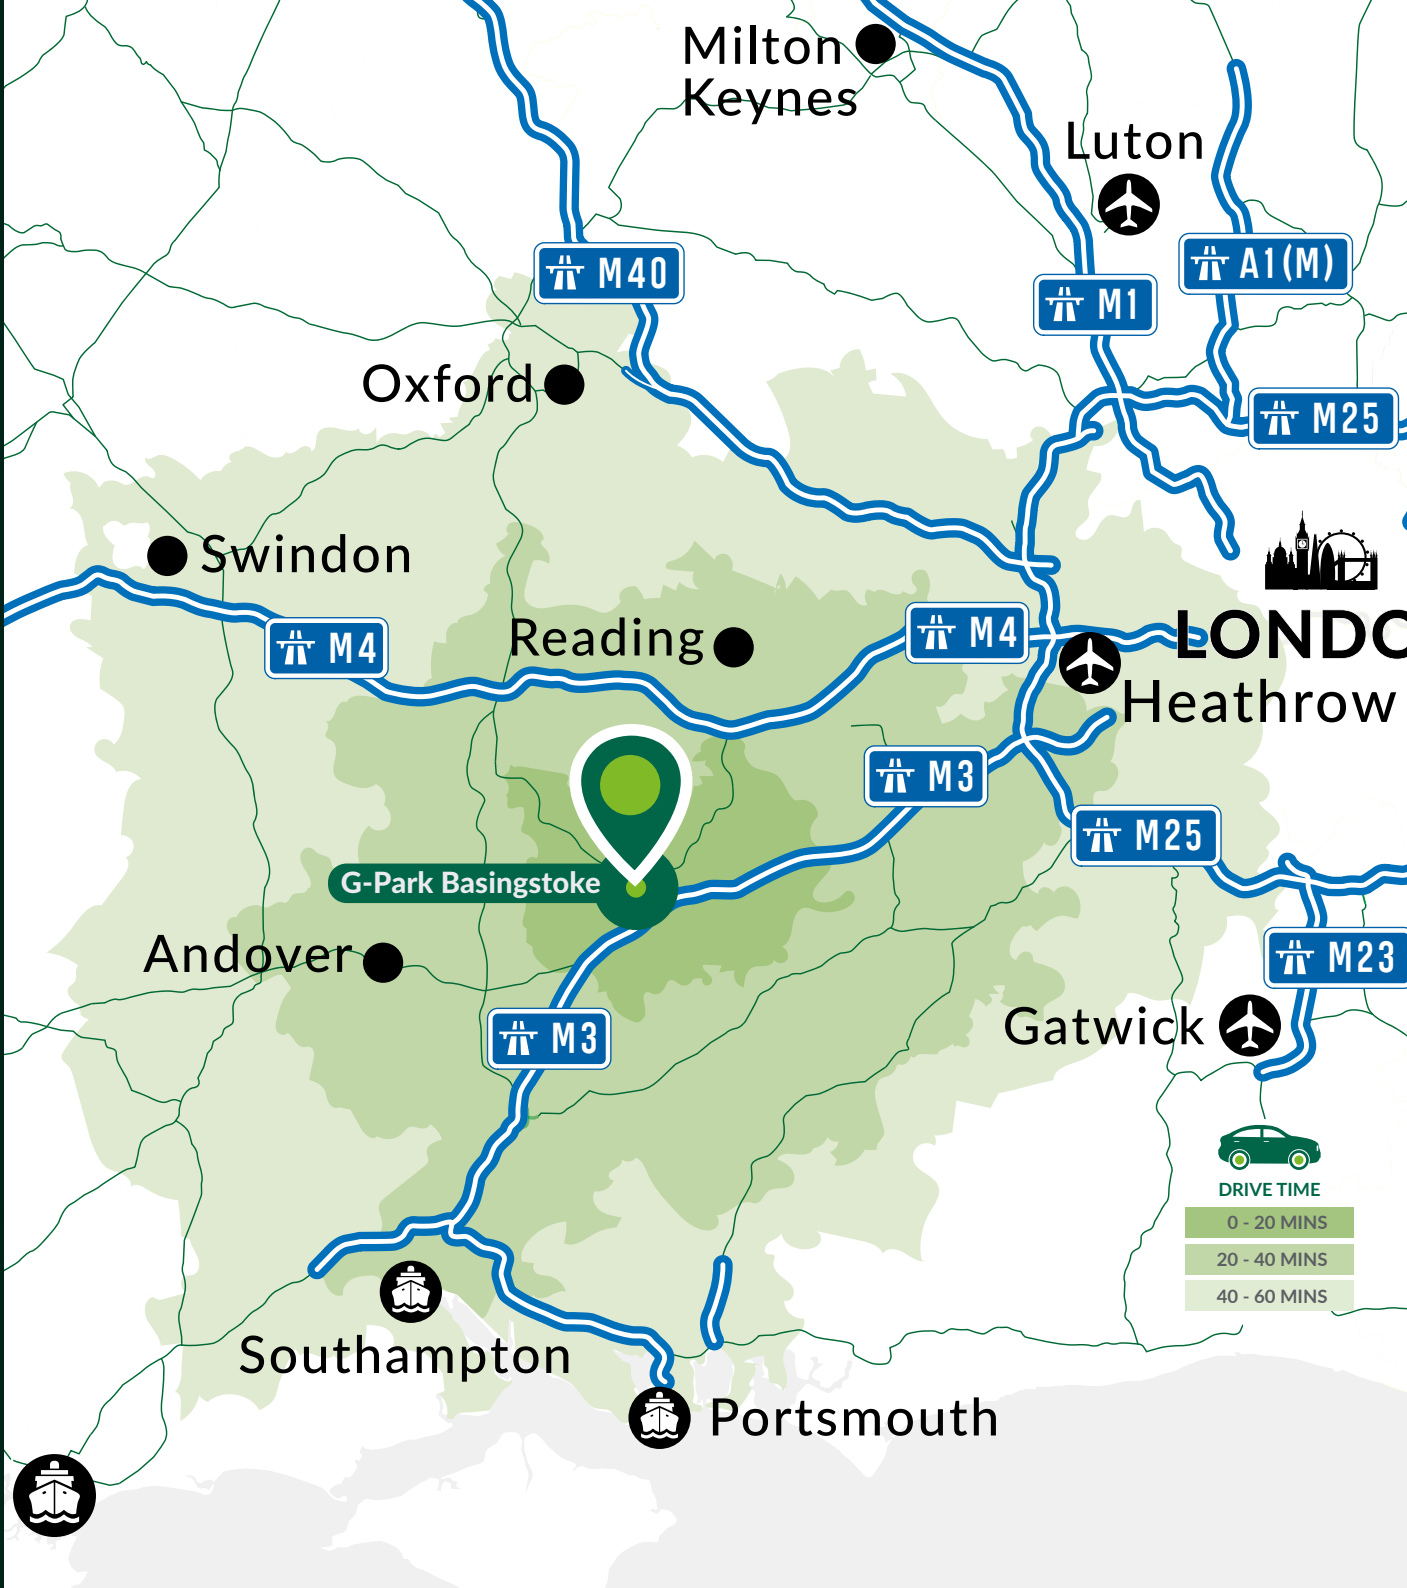 Milton
Keynes
Luton
M40
A1(M)
M1
Oxford
M25
Swindon
Reading
M4
M4
LONDO
Heathrow
M3
M25
G-Park Basingstoke
Andover
M23
M3
Gatwick
DRIVE TIME
0 - 20 MINS
20 - 40 MINS
40 - 60 MINS
Southampton
Portsmouth